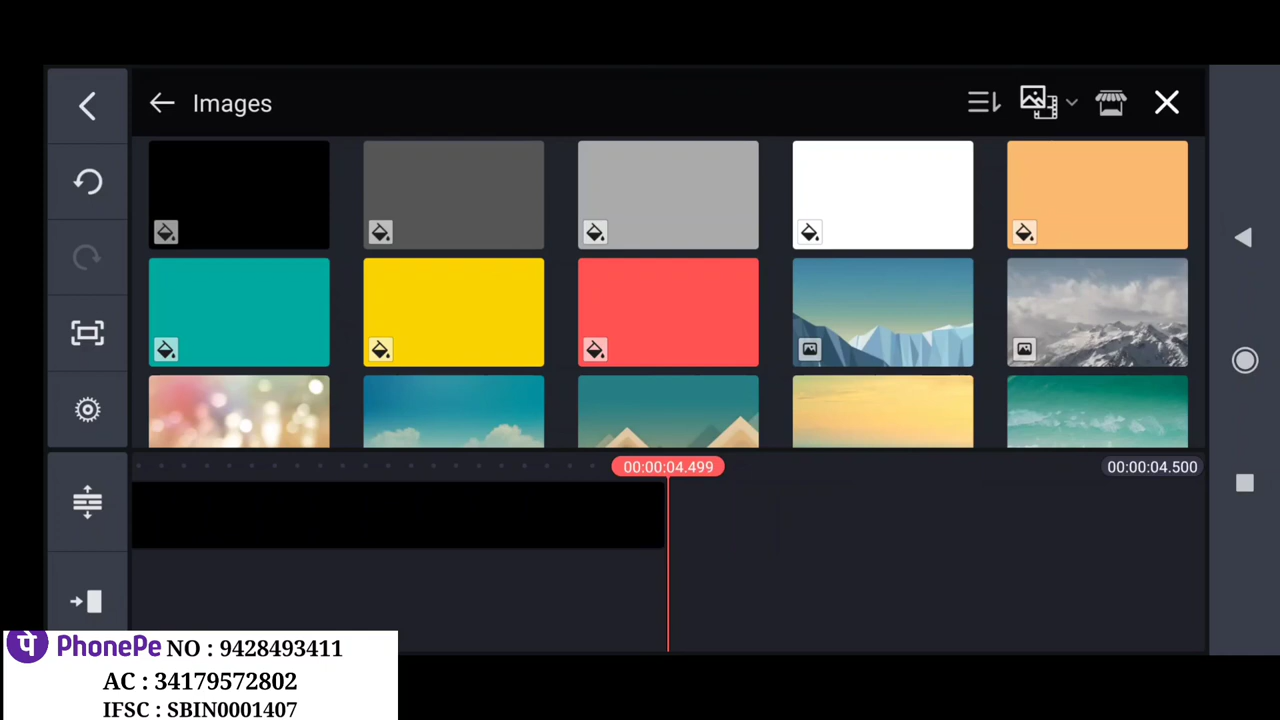 Images
00:00:04.499
00:00:04.500
पे PhonePe NO : 9428493411
AC : 34179572802
IFSC : SBIN0001407